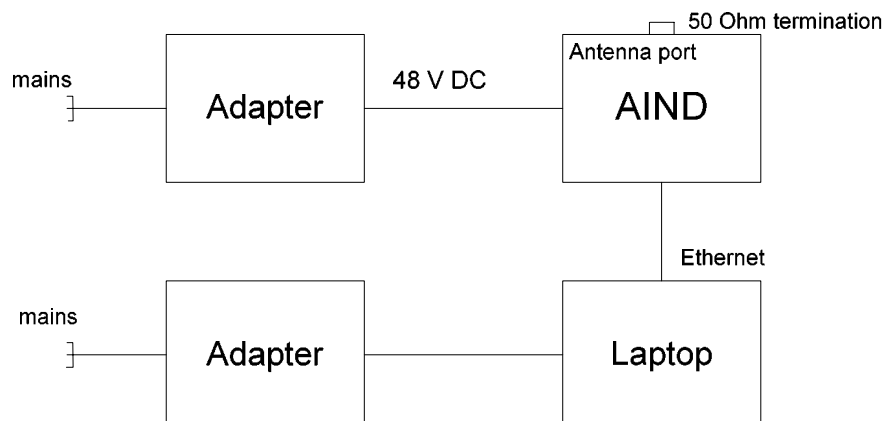 50 Ohm termination
Antenna port
mains
48 V DC
Adapter
AIND
Ethernet
mains
Adapter
Laptop